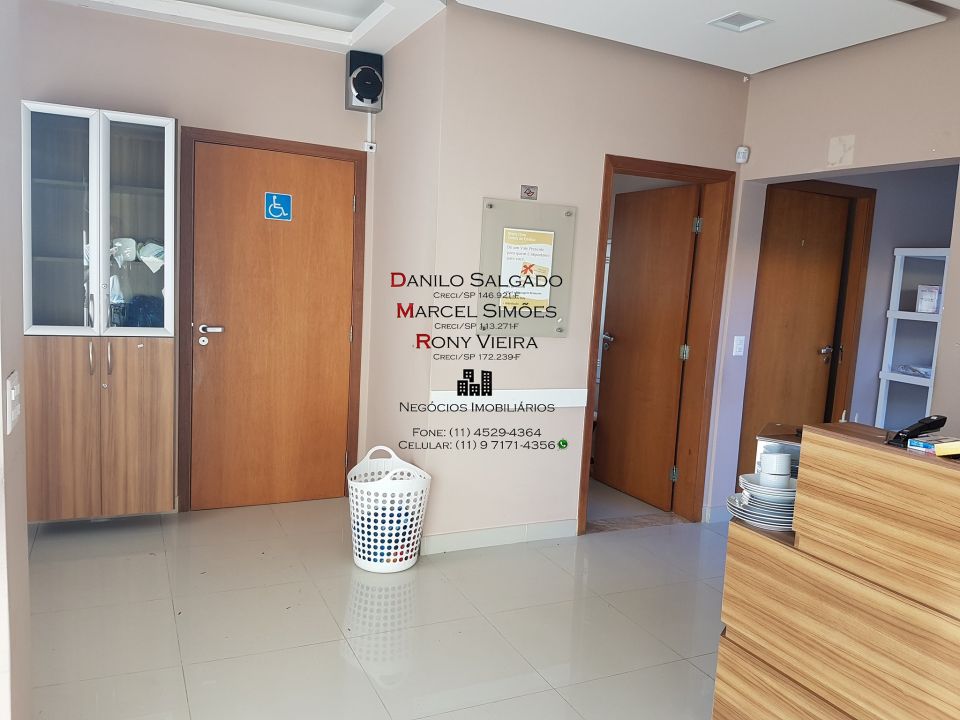 DANILO SALGADO
CRECI/SP 146.921-F
MARCEL SIMÕES
CRECI/SP 113.271-F
RONY VIEIRA
CRECI/SP 172.239-F
NEGÓCIOS IMOBILIÁRIOS
FONE: (11) 4529-4364
CELULAR: (11) 9 7171-4356